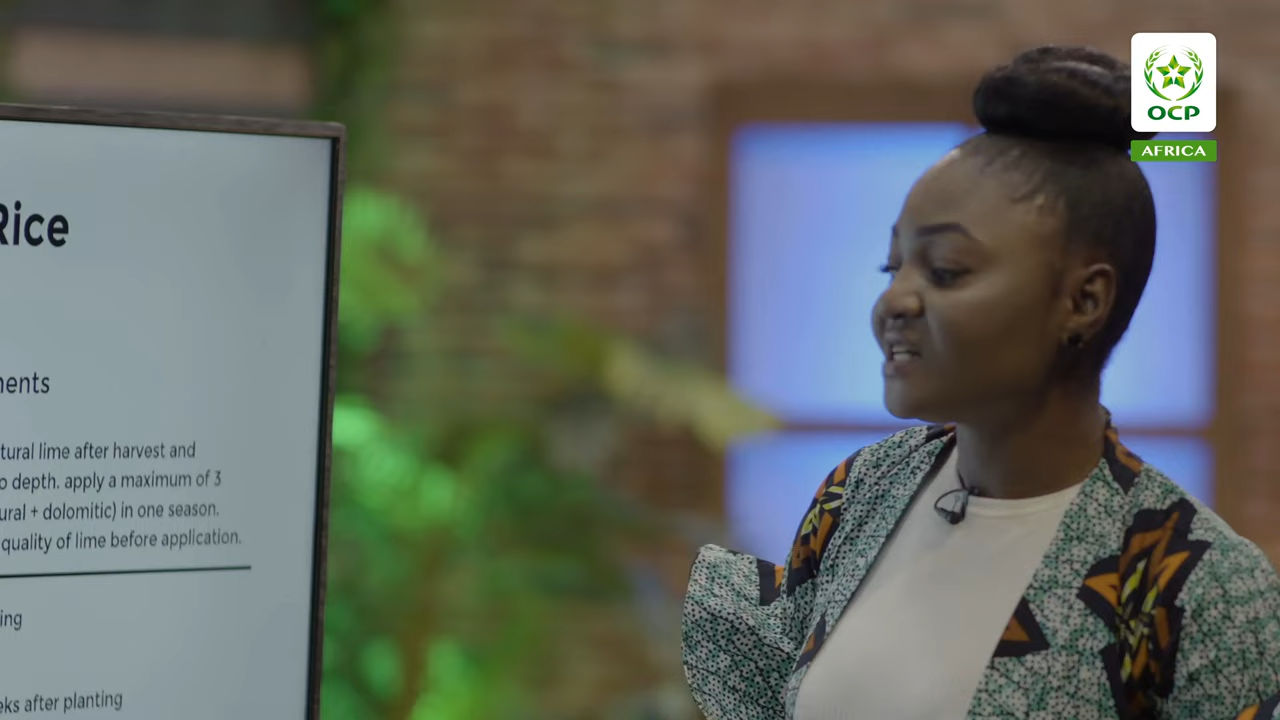 Rice
ments
tural lime after harvest and
o depth. apply a maximum of 3
ural + dolomitic) in one season.
quality of lime before application.
ing
eks after planting
OCP
AFRICA